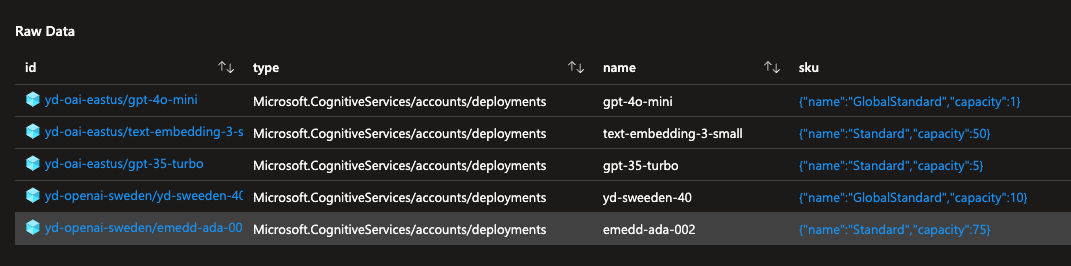 Raw Data
id type name sku
yd-oai-eastus/gpt-4o-mini Microsoft.CognitiveServices/accounts/deployments gpt-4o-mini {"name":"GlobalStandard","capacity":1}
yd-oai-eastus/text-embedding-3-s Microsoft.CognitiveServices/accounts/deployments text-embedding-3-small {"name":"Standard","capacity":50}
yd-oai-eastus/gpt-35-turbo Microsoft.CognitiveServices/accounts/deployments gpt-35-turbo {"name":"Standard","capacity":5}
yd-openai-sweden/yd-sweeden-40 Microsoft.CognitiveServices/accounts/deployments yd-sweeden-40 {"name":"GlobalStandard","capacity":10}
yd-openai-sweden/emedd-ada-00 Microsoft.CognitiveServices/accounts/deployments emedd-ada-002 {"name":"Standard","capacity":75}